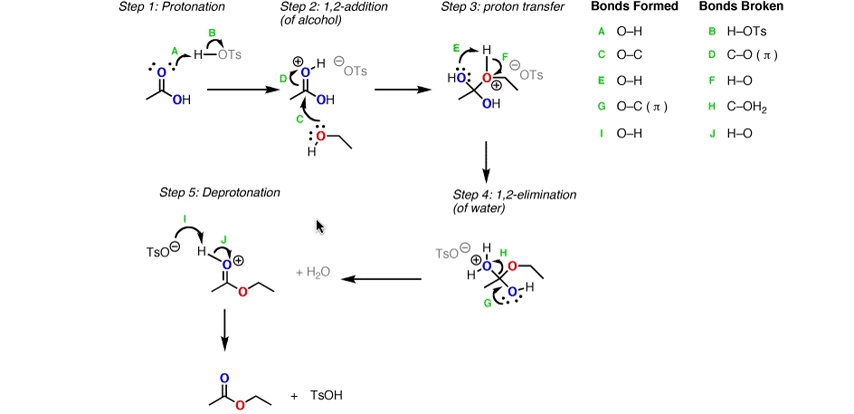 Step 1: Protonation
Step 2: 1,2-addition
(of alcohol)
Step 3: proton transfer
Bonds Formed
Bonds Broken
A O–H
B H–OTs
C O–C
D C–O (π)
E O–H
F H–O
G O–C (π)
H C–OH₂
I O–H
J H–O
A
B
H–OTs
O
OH
D
⊕
O
H
⊖OTs
OH
C
O
H
E
H
F
HO
O
⊕
⊖
OTs
OH
Step 4: 1,2-elimination
(of water)
TsO⊖
H
H
⊕
O
O
H
G
O–H
+ H₂O
Step 5: Deprotonation
I
TsO⊖
H
J
O
⊕
O
O
O
+ TsOH